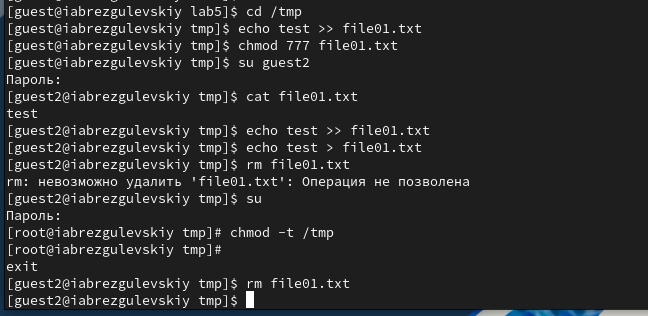 [guest@iabrezgulevskiy lab5]$ cd /tmp
[guest@iabrezgulevskiy tmp]$ echo test >> file01.txt
[guest@iabrezgulevskiy tmp]$ chmod 777 file01.txt
[guest@iabrezgulevskiy tmp]$ su guest2
Пароль:
[guest2@iabrezgulevskiy tmp]$ cat file01.txt
test
[guest2@iabrezgulevskiy tmp]$ echo test >> file01.txt
[guest2@iabrezgulevskiy tmp]$ echo test > file01.txt
[guest2@iabrezgulevskiy tmp]$ rm file01.txt
rm: невозможно удалить 'file01.txt': Операция не позволена
[guest2@iabrezgulevskiy tmp]$ su
Пароль:
[root@iabrezgulevskiy tmp]# chmod -t /tmp
[root@iabrezgulevskiy tmp]#
exit
[guest2@iabrezgulevskiy tmp]$ rm file01.txt
[guest2@iabrezgulevskiy tmp]$